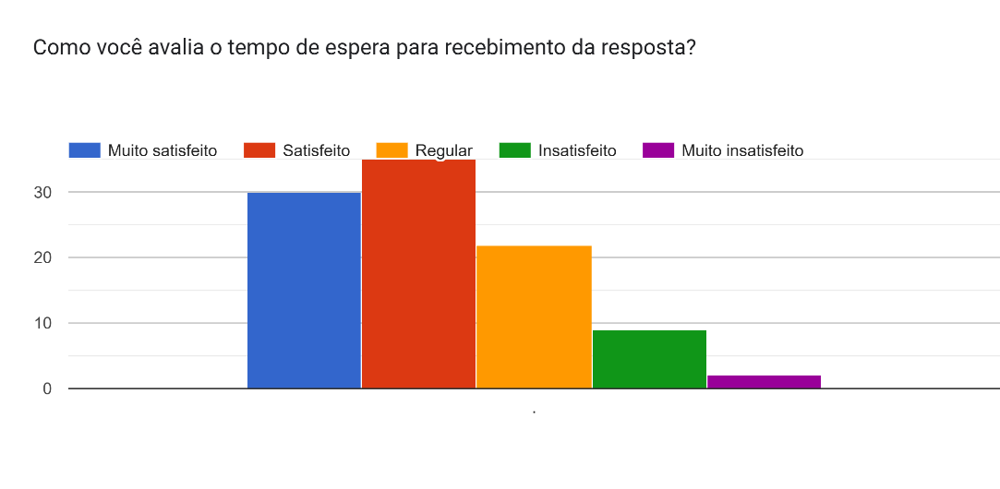 Como você avalia o tempo de espera para recebimento da resposta?
Muito satisfeito Satisfeito Regular Insatisfeito Muito insatisfeito
30
20
10
0
.